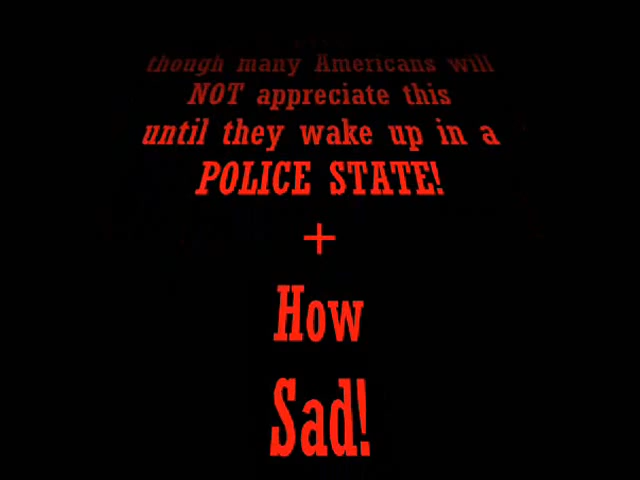 though many Americans will
NOT appreciate this
until they wake up in a
POLICE STATE!
+
How
Sad!